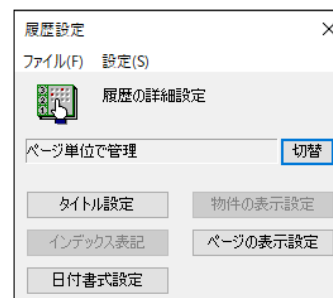 履歴設定
ファイル(F) 設定(S)
履歴の詳細設定
ページ単位で管理 切替
タイトル設定 物件の表示設定
インデックス表記 ページの表示設定
日付書式設定